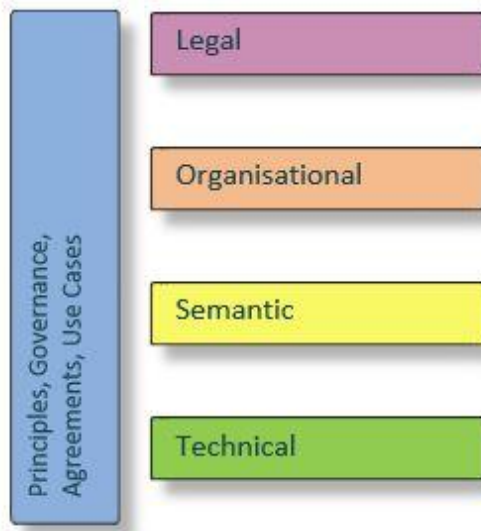 Principles, Governance,
Agreements, Use Cases
Legal
Organisational
Semantic
Technical